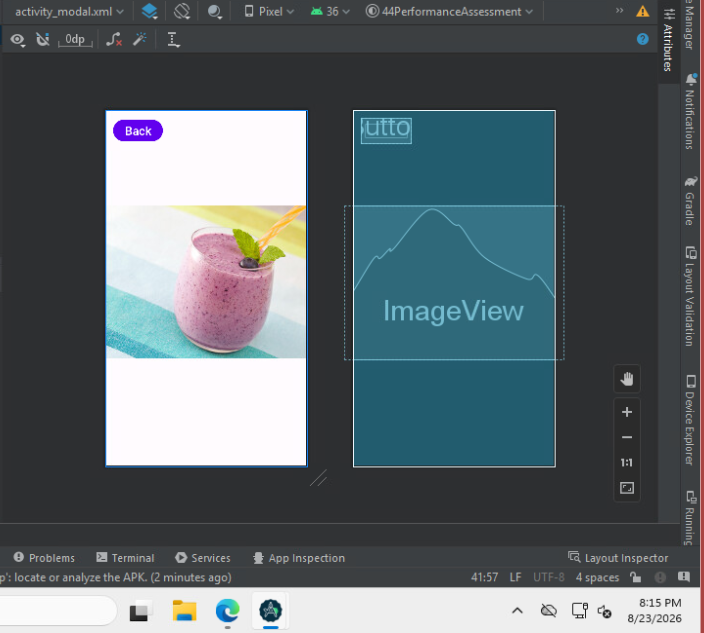 activity_modal.xml
Pixel
36
44PerformanceAssessment
»
0dp
Attributes
e Manager
Notifications
Gradle
Layout Validation
Device Explorer
Running
Back
utto
ImageView
1:1
Problems
Terminal
Services
App Inspection
Layout Inspector
p': locate or analyze the APK. (2 minutes ago)
41:57
LF
UTF-8
4 spaces
8:15 PM
8/23/2026